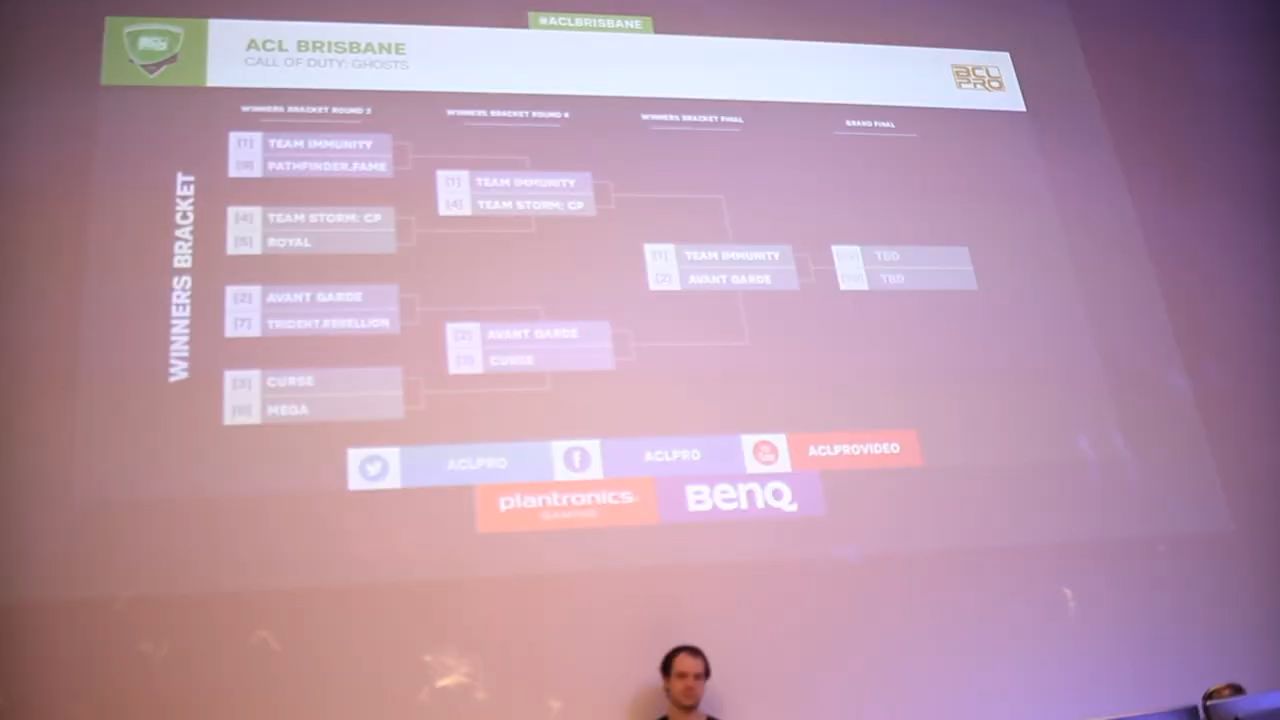 #ACLBRISBANE
ACL BRISBANE
CALL OF DUTY: GHOSTS
ACL PRO
WINNERS BRACKET ROUND 3
WINNERS BRACKET ROUND 4
WINNERS BRACKET FINAL
GRAND FINAL
WINNERS BRACKET
[1] TEAM IMMUNITY
PATHFINDER.FAME
[4] TEAM STORM: CP
[5] ROYAL
[2] AVANT GARDE
[7] TRIDENT.REBELLION
[3] CURSE
MEGA
[1] TEAM IMMUNITY
[4] TEAM STORM: CP
[2] AVANT GARDE
[3] CURSE
[1] TEAM IMMUNITY
[2] AVANT GARDE
TBD
TBD
ACLPRO
ACLPRO
You Tube
ACLPROVIDEO
plantronics
GAMING
BenQ